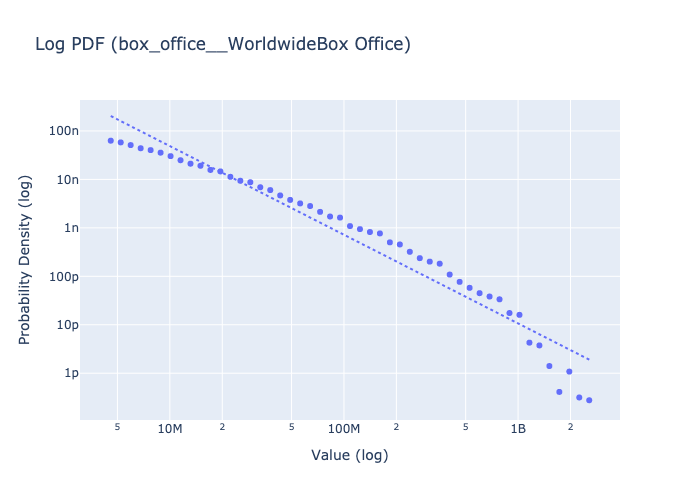 Log PDF (box_office__WorldwideBox Office)
Probability Density (log)
100n
10n
1n
100p
10p
1p
5 10M 2 5 100M 2 5 1B 2
Value (log)